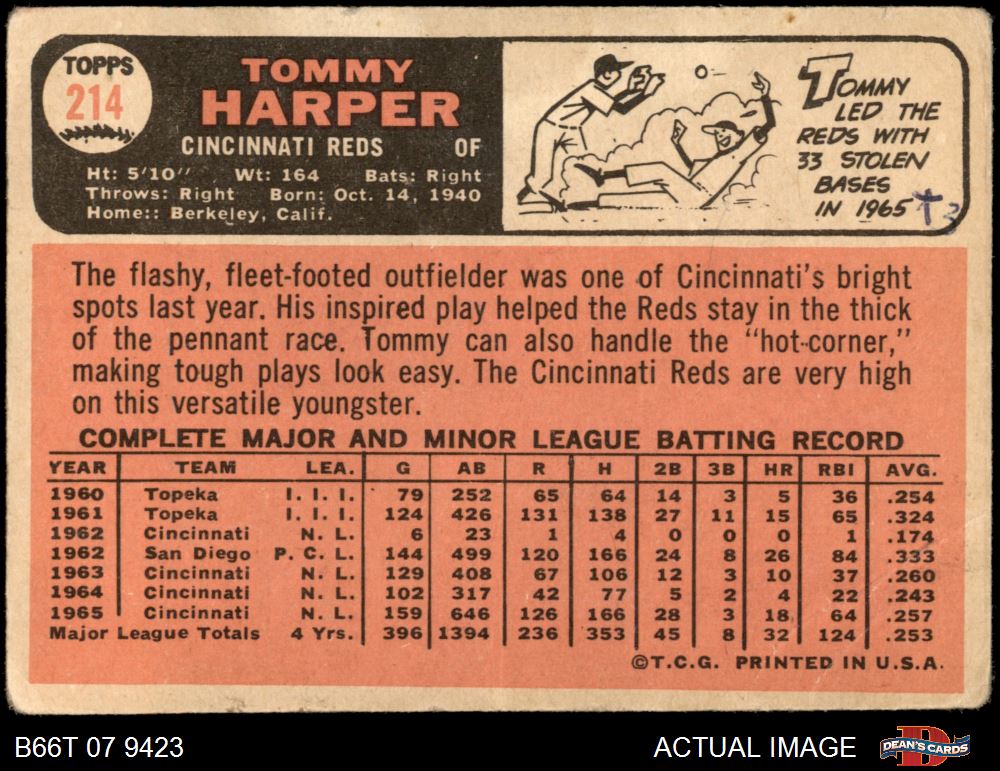 TOPPS
214
TOMMY
HARPER
CINCINNATI REDS OF
Ht: 5'10" Wt: 164 Bats: Right
Throws: Right Born: Oct. 14, 1940
Home:: Berkeley, Calif.
TOMMY
LED THE
REDS WITH
33 STOLEN
BASES
IN 1965
The flashy, fleet-footed outfielder was one of Cincinnati's bright
spots last year. His inspired play helped the Reds stay in the thick
of the pennant race. Tommy can also handle the "hot-corner,"
making tough plays look easy. The Cincinnati Reds are very high
on this versatile youngster.
COMPLETE MAJOR AND MINOR LEAGUE BATTING RECORD
YEAR TEAM LEA. G AB R H 2B 3B HR RBI AVG.
1960 Topeka I. I. I. 79 252 65 64 14 3 5 36 .254
1961 Topeka I. I. I. 124 426 131 138 27 11 15 65 .324
1962 Cincinnati N. L. 6 23 1 4 0 0 0 1 .174
1962 San Diego P. C. L. 144 499 120 166 24 8 26 84 .333
1963 Cincinnati N. L. 129 408 67 106 12 3 10 37 .260
1964 Cincinnati N. L. 102 317 42 77 5 2 4 22 .243
1965 Cincinnati N. L. 159 646 126 166 28 3 18 64 .257
Major League Totals 4 Yrs. 396 1394 236 353 45 8 32 124 .253
©T.C.G. PRINTED IN U.S.A.
B66T 07 9423
ACTUAL IMAGE
DEAN'S CARDS